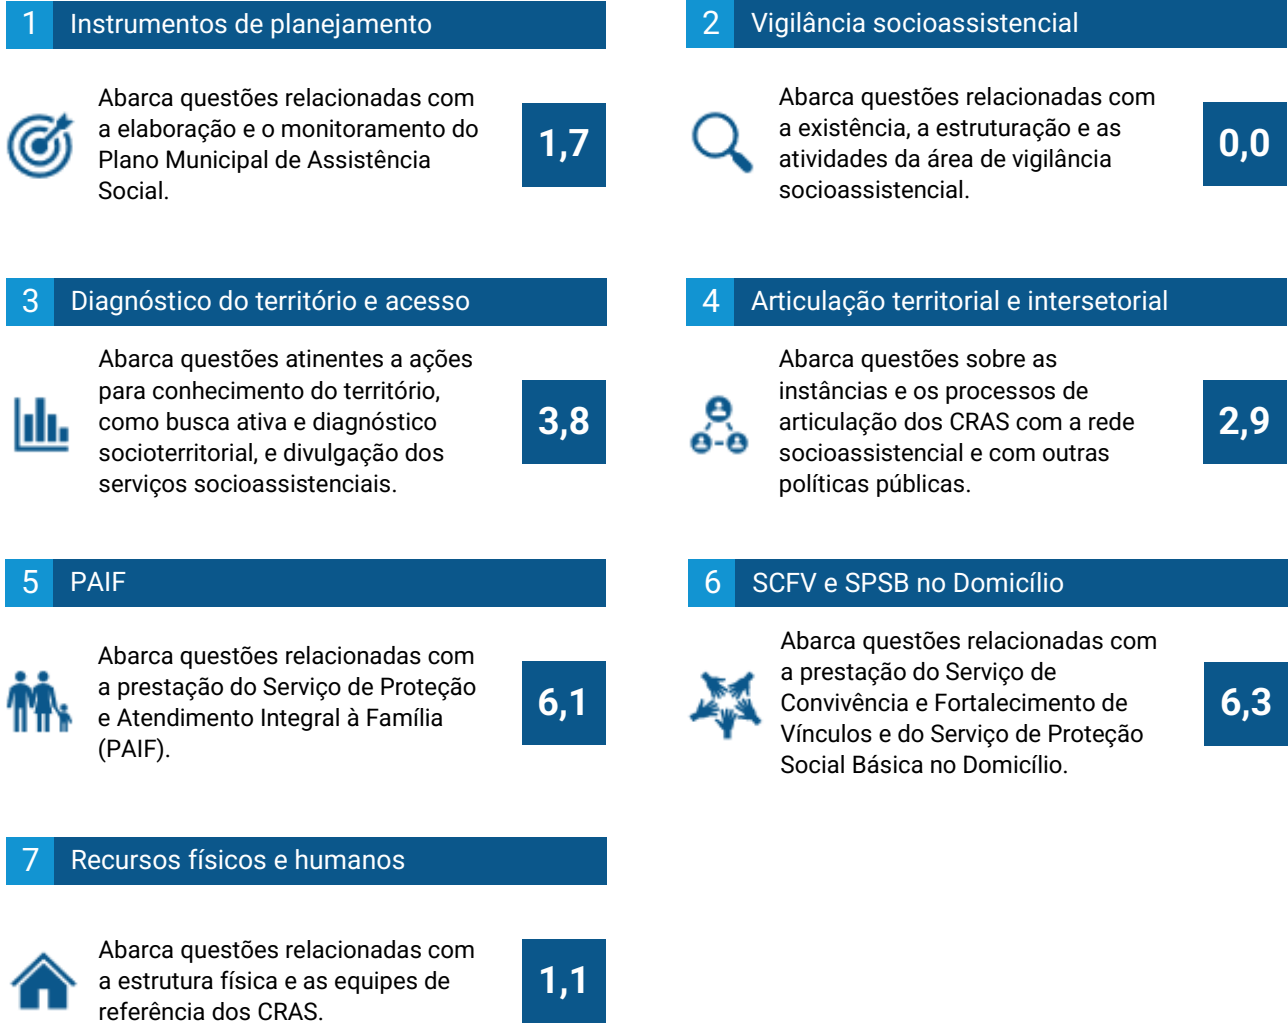 1 Instrumentos de planejamento
Abarca questões relacionadas com
a elaboração e o monitoramento do
Plano Municipal de Assistência
Social.
1,7
2 Vigilância socioassistencial
Abarca questões relacionadas com
a existência, a estruturação e as
atividades da área de vigilância
socioassistencial.
0,0
3 Diagnóstico do território e acesso
Abarca questões atinentes a ações
para conhecimento do território,
como busca ativa e diagnóstico
socioterritorial, e divulgação dos
serviços socioassistenciais.
3,8
4 Articulação territorial e intersetorial
Abarca questões sobre as
instâncias e os processos de
articulação dos CRAS com a rede
socioassistencial e com outras
políticas públicas.
2,9
5 PAIF
Abarca questões relacionadas com
a prestação do Serviço de Proteção
e Atendimento Integral à Família
(PAIF).
6,1
6 SCFV e SPSB no Domicílio
Abarca questões relacionadas com
a prestação do Serviço de
Convivência e Fortalecimento de
Vínculos e do Serviço de Proteção
Social Básica no Domicílio.
6,3
7 Recursos físicos e humanos
Abarca questões relacionadas com
a estrutura física e as equipes de
referência dos CRAS.
1,1